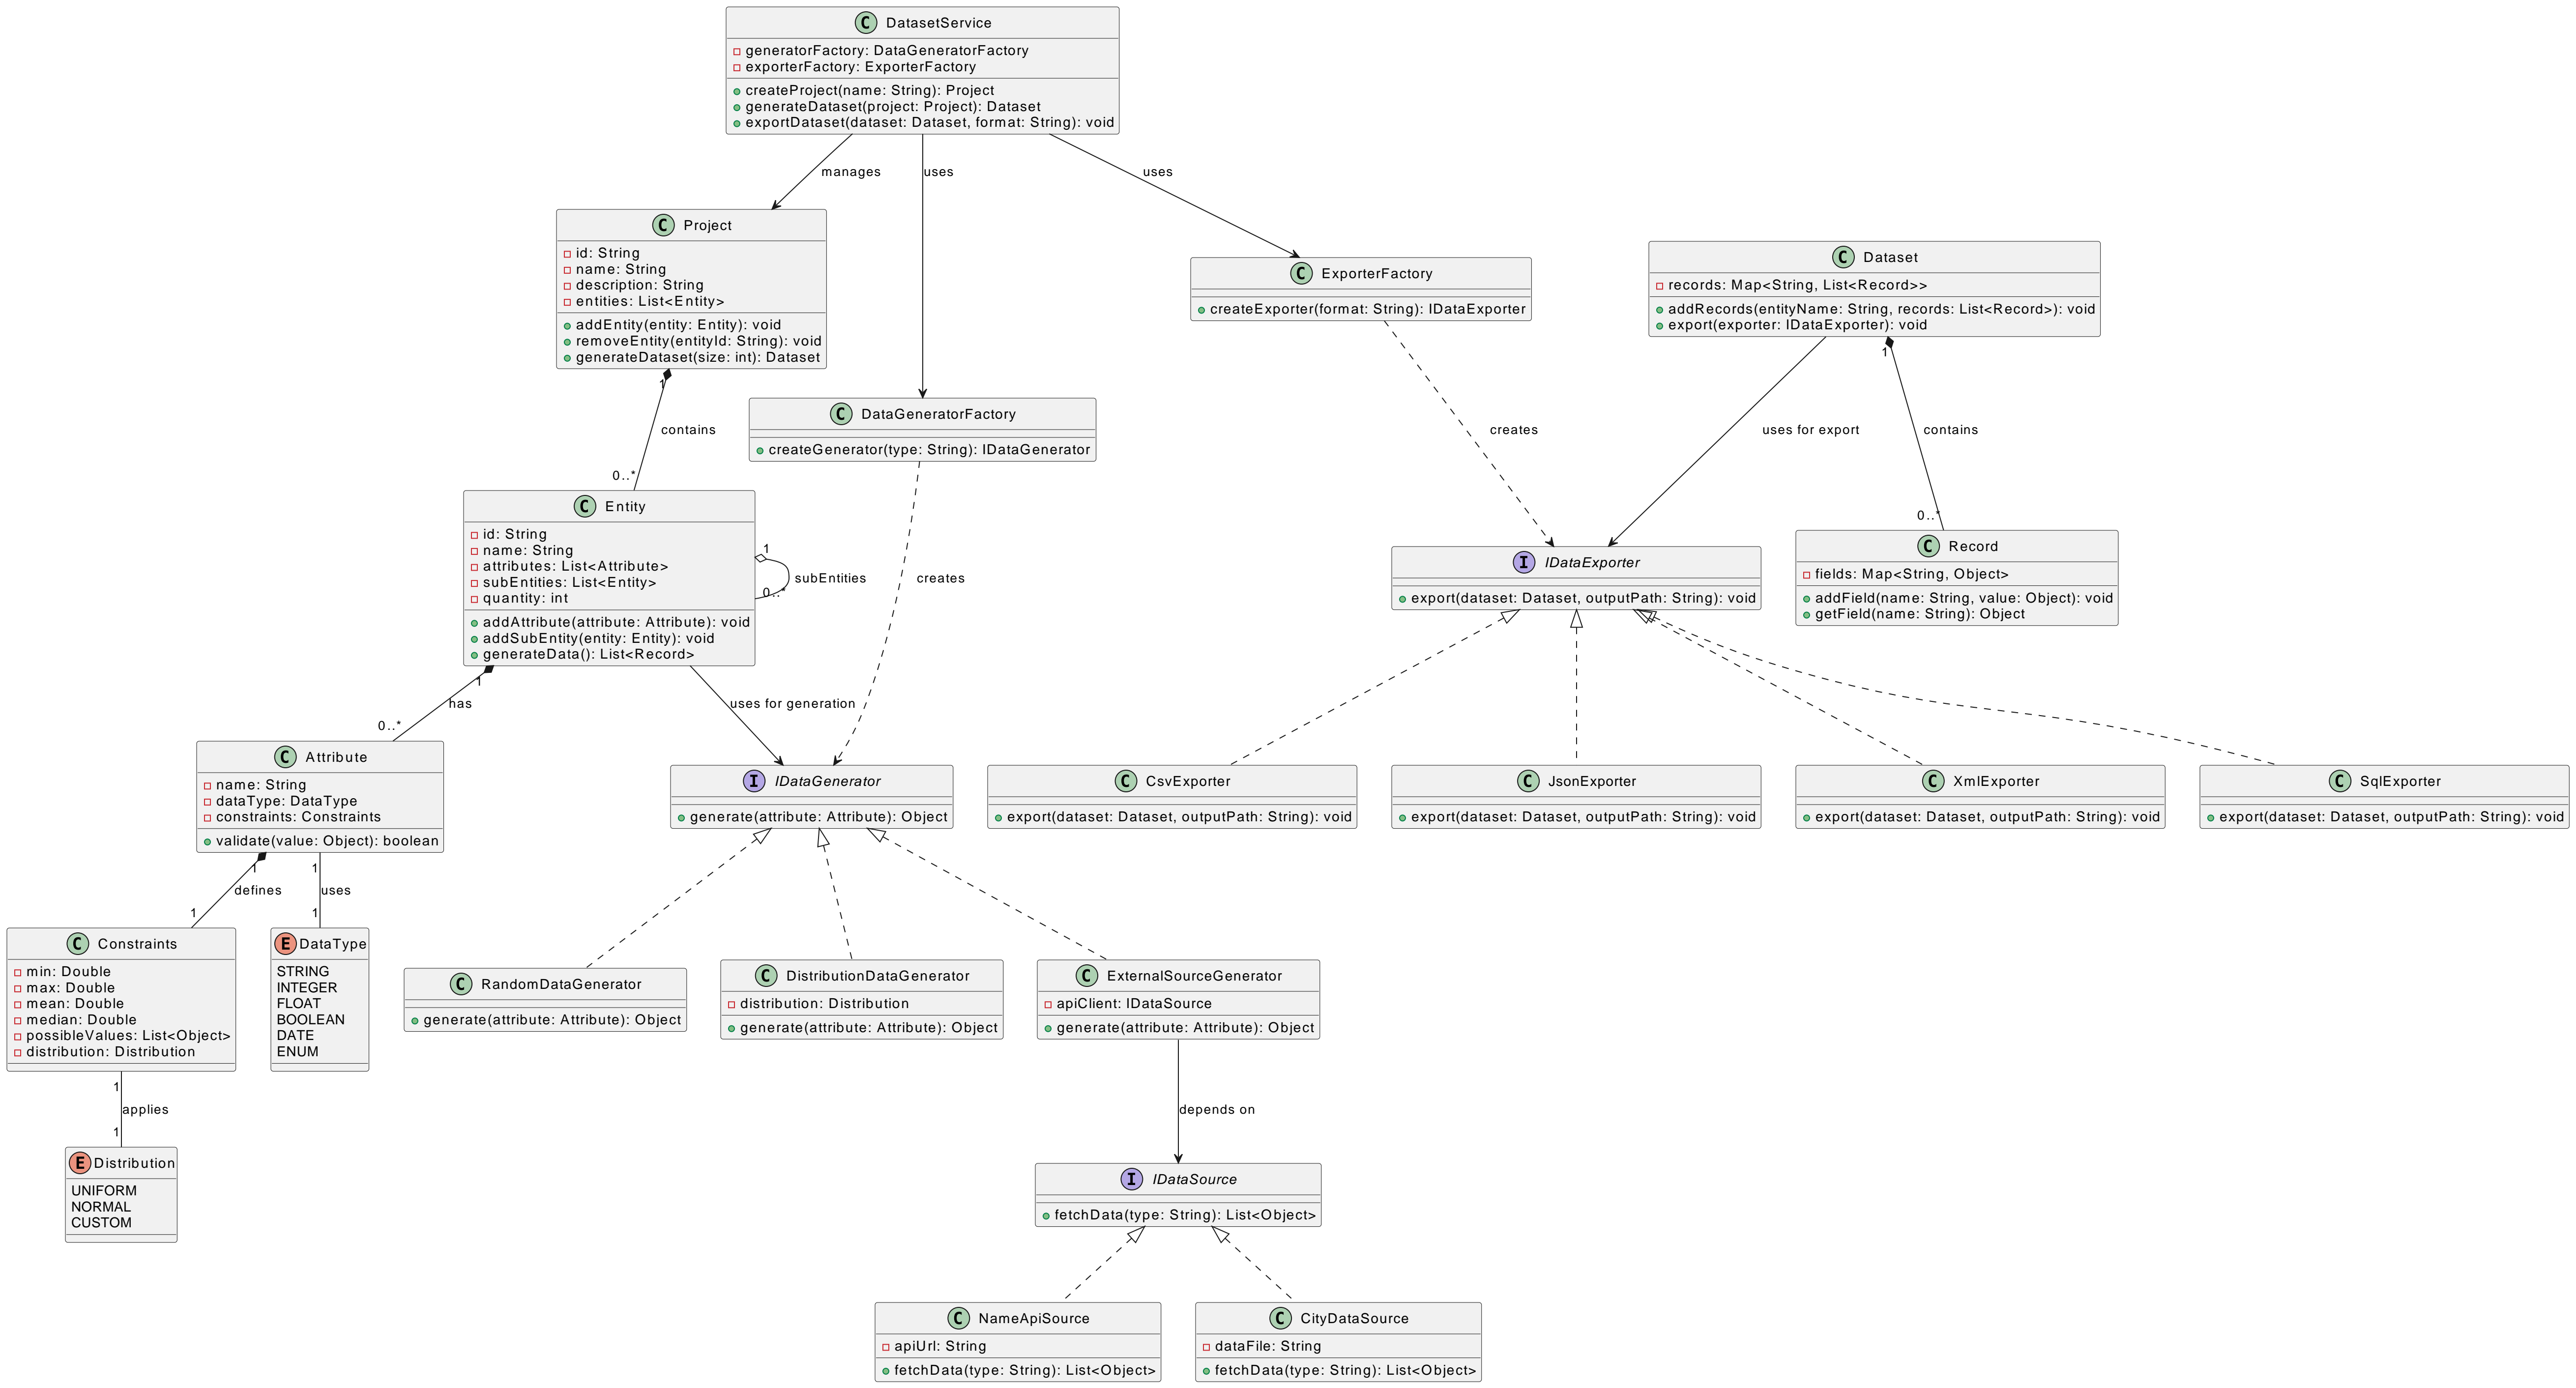 DatasetService
generatorFactory: DataGeneratorFactory
exporterFactory: ExporterFactory
createProject(name: String): Project
generateDataset(project: Project): Dataset
exportDataset(dataset: Dataset, format: String): void
manages
uses
uses
Project
id: String
name: String
description: String
entities: List<Entity>
addEntity(entity: Entity): void
removeEntity(entityId: String): void
generateDataset(size: int): Dataset
ExporterFactory
createExporter(format: String): IDataExporter
Dataset
records: Map<String, List<Record>>
addRecords(entityName: String, records: List<Record>): void
export(exporter: IDataExporter): void
1
contains
0..*
DataGeneratorFactory
createGenerator(type: String): IDataGenerator
creates
uses for export
1
contains
0..*
Entity
id: String
name: String
attributes: List<Attribute>
subEntities: List<Entity>
quantity: int
addAttribute(attribute: Attribute): void
addSubEntity(entity: Entity): void
generateData(): List<Record>
1
subEntities
0..*
creates
IDataExporter
export(dataset: Dataset, outputPath: String): void
Record
fields: Map<String, Object>
addField(name: String, value: Object): void
getField(name: String): Object
1
has
0..*
uses for generation
Attribute
name: String
dataType: DataType
constraints: Constraints
validate(value: Object): boolean
IDataGenerator
generate(attribute: Attribute): Object
CsvExporter
export(dataset: Dataset, outputPath: String): void
JsonExporter
export(dataset: Dataset, outputPath: String): void
XmlExporter
export(dataset: Dataset, outputPath: String): void
SqlExporter
export(dataset: Dataset, outputPath: String): void
1
defines
1
1
uses
1
Constraints
min: Double
max: Double
mean: Double
median: Double
possibleValues: List<Object>
distribution: Distribution
DataType
STRING
INTEGER
FLOAT
BOOLEAN
DATE
ENUM
RandomDataGenerator
generate(attribute: Attribute): Object
DistributionDataGenerator
distribution: Distribution
generate(attribute: Attribute): Object
ExternalSourceGenerator
apiClient: IDataSource
generate(attribute: Attribute): Object
1
applies
1
depends on
Distribution
UNIFORM
NORMAL
CUSTOM
IDataSource
fetchData(type: String): List<Object>
NameApiSource
apiUrl: String
fetchData(type: String): List<Object>
CityDataSource
dataFile: String
fetchData(type: String): List<Object>